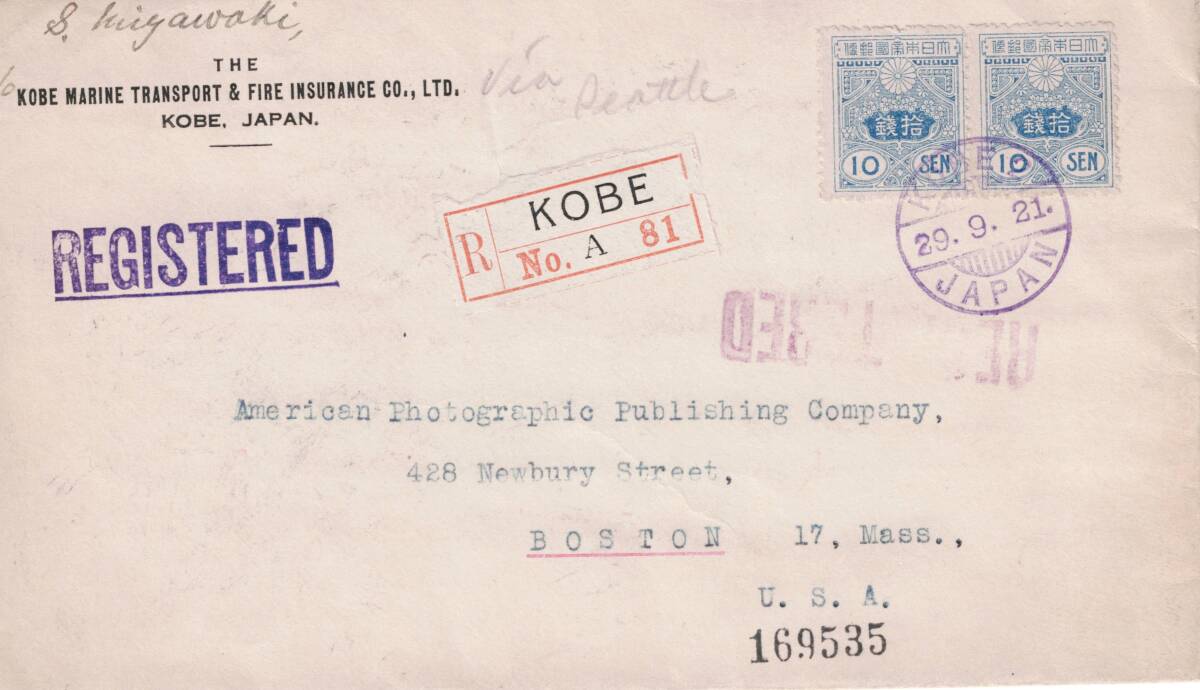 S. Miyawaki,
THE
c/o KOBE MARINE TRANSPORT & FIRE INSURANCE CO., LTD.
KOBE, JAPAN.
Via Seattle
大日本帝國郵便
拾錢
10 SEN
大日本帝國郵便
拾錢
10 SEN
KOBE
29. 9. 21.
JAPAN
REGISTERED
R KOBE
No. A 81
REGISTERED
American Photographic Publishing Company,
428 Newbury Street,
BOSTON 17, Mass.,
U. S. A.
169535